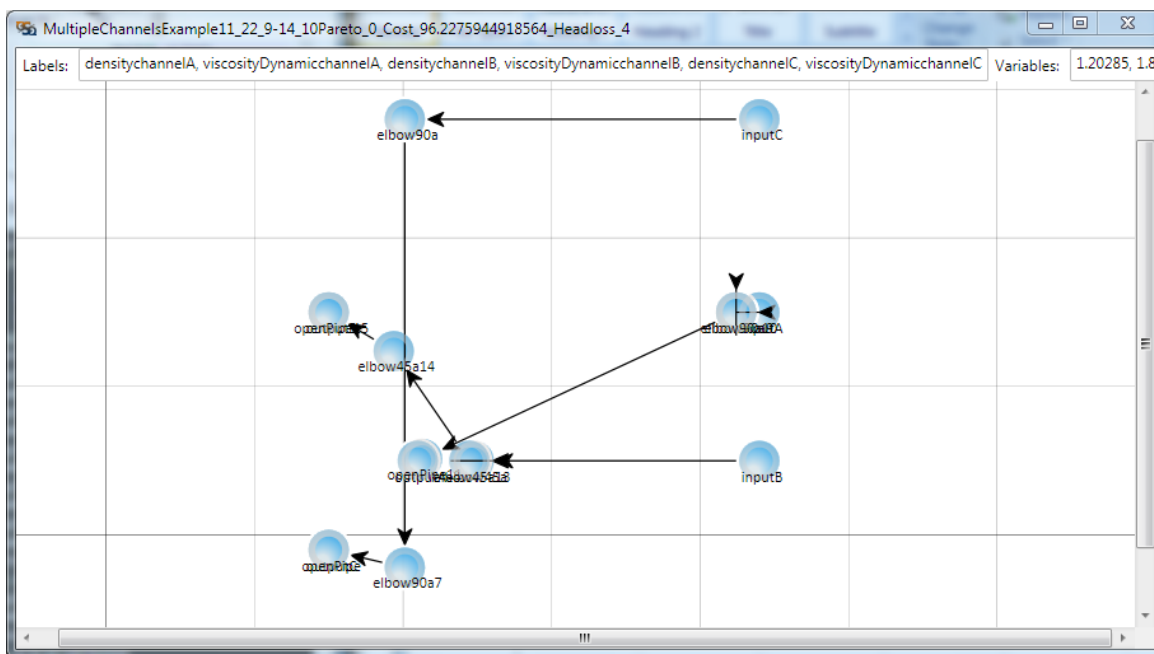 MultipleChannelsExample11_22_9-14_10Pareto_0_Cost_96.2275944918564_Headloss_4
Labels: densitychannelA, viscosityDynamicchannelA, densitychannelB, viscosityDynamicchannelB, densitychannelC, viscosityDynamicchannelC Variables: 1.20285, 1.8
elbow90a
inputC
elbow45a14
inputB
elbow90a7